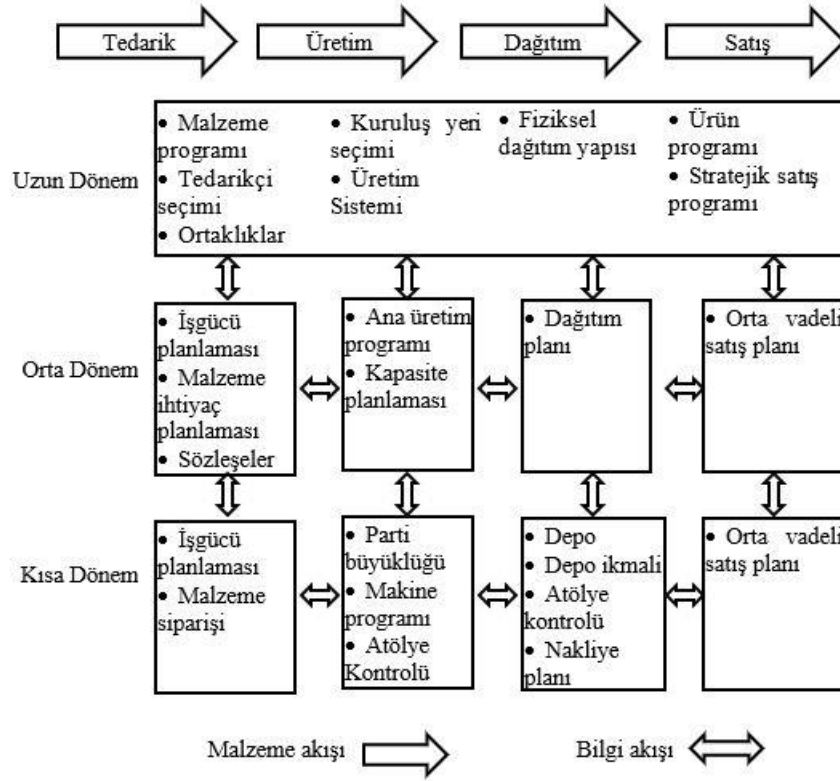 Tedarik
Üretim
Dağıtım
Satış
Uzun Dönem
• Malzeme
programı
• Tedarikçi
seçimi
• Ortaklıklar
• Kuruluş yeri
seçimi
• Üretim
Sistemi
• Fiziksel
dağıtım yapısı
• Ürün
programı
• Stratejik satış
programı
Orta Dönem
• İşgücü
planlaması
• Malzeme
ihtiyaç
planlaması
• Sözleşeler
• Ana üretim
programı
• Kapasite
planlaması
• Dağıtım
planı
• Orta vadeli
satış planı
Kısa Dönem
• İşgücü
planlaması
• Malzeme
siparişi
• Parti
büyüklüğü
• Makine
programı
• Atölye
Kontrolü
• Depo
• Depo ikmali
• Atölye
kontrolü
• Nakliye
planı
• Orta vadeli
satış planı
Malzeme akışı
Bilgi akışı